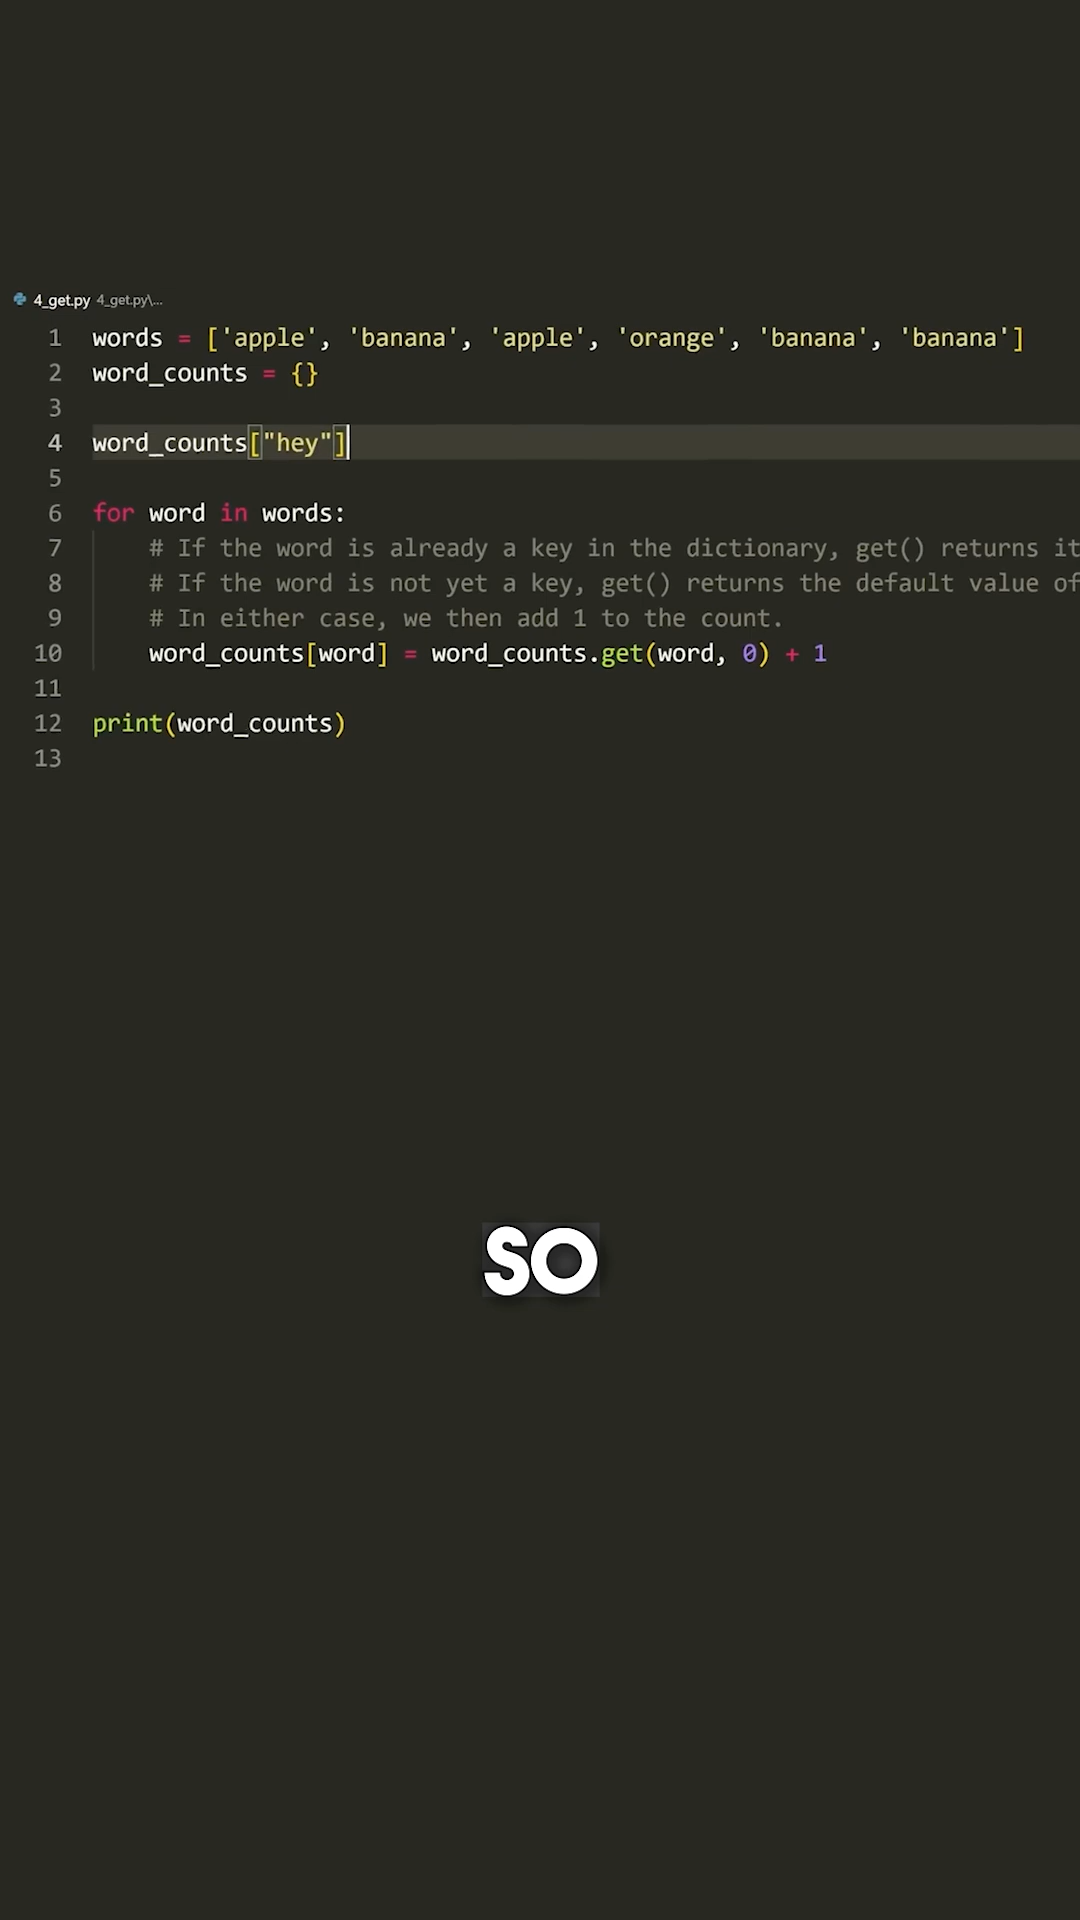 4_get.py 4_get.py\...
1 words = ['apple', 'banana', 'apple', 'orange', 'banana', 'banana']
2 word_counts = {}
3
4 word_counts["hey"]
5
6 for word in words:
7     # If the word is already a key in the dictionary, get() returns it
8     # If the word is not yet a key, get() returns the default value of
9     # In either case, we then add 1 to the count.
10     word_counts[word] = word_counts.get(word, 0) + 1
11
12 print(word_counts)
13
SO